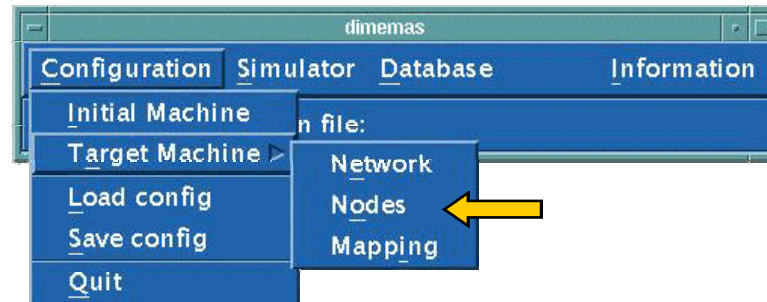 dimemas
Configuration Simulator Database Information
Initial Machine
n file:
Target Machine
Network
Load config
Nodes
Save config
Mapping
Quit